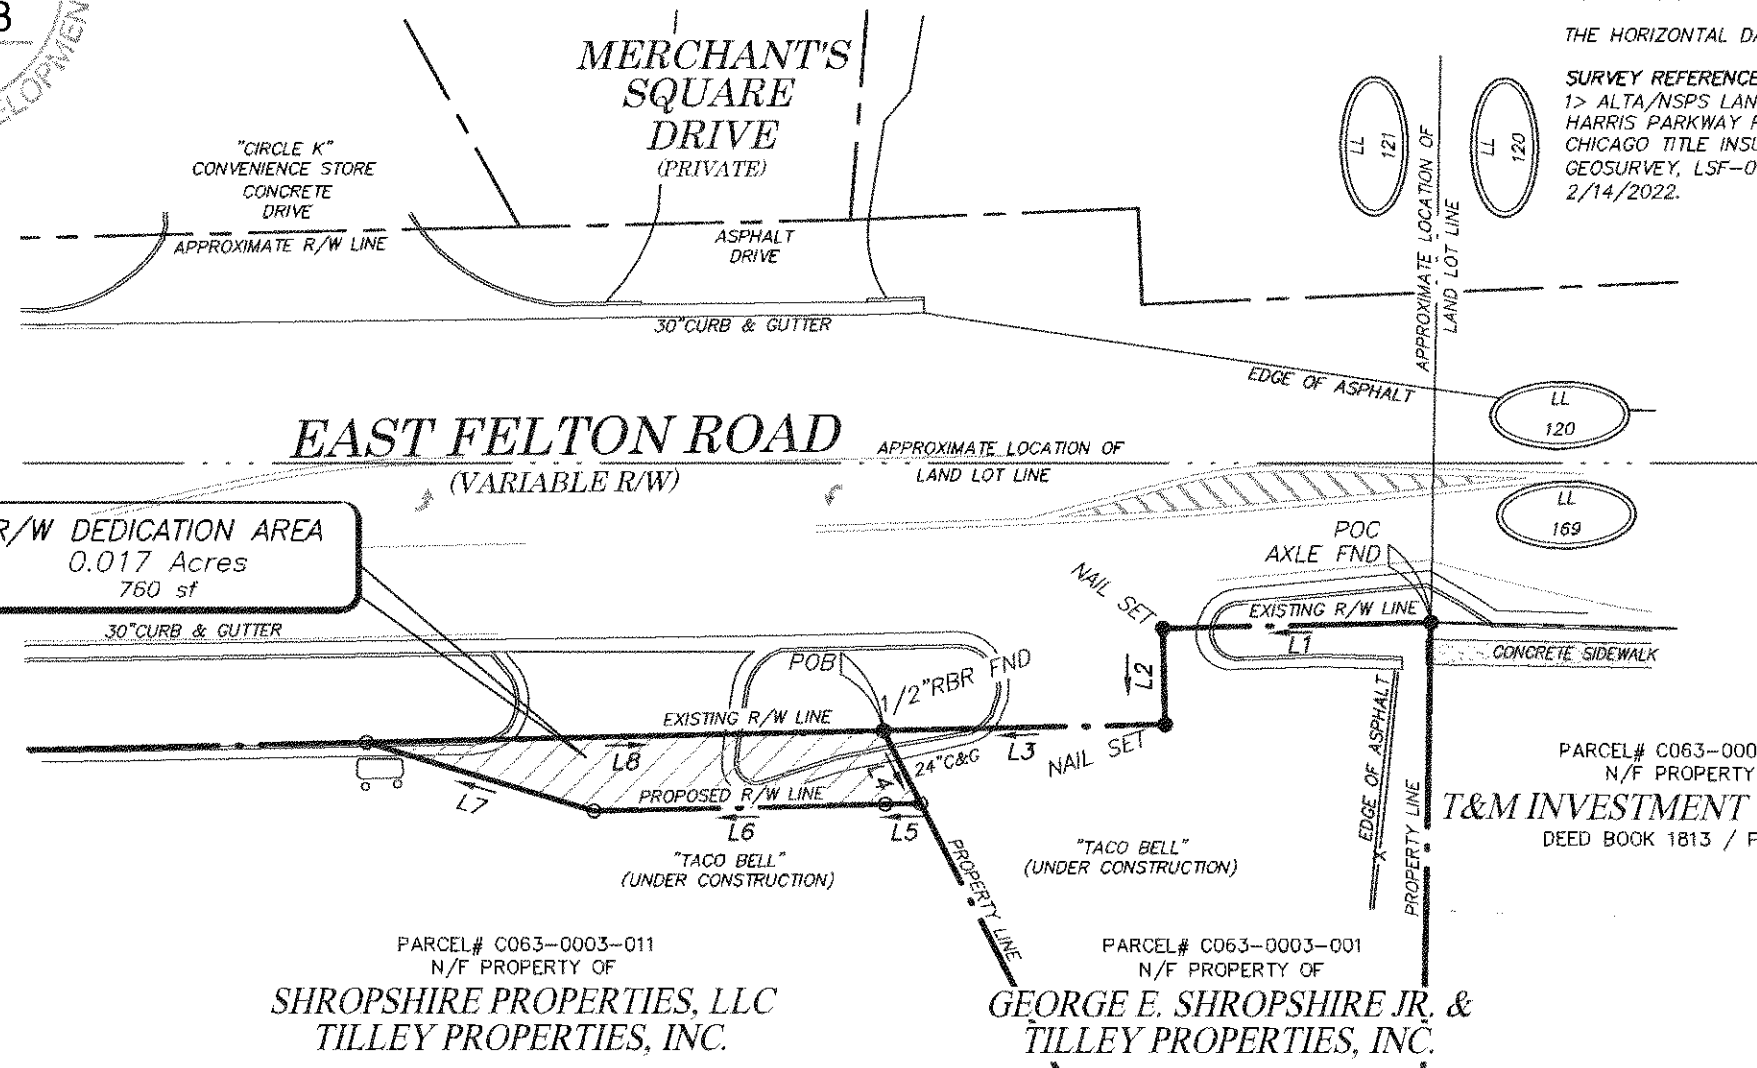 3
THE HORIZONTAL DA
SURVEY REFERENCE
1> ALTA/NSPS LAN
HARRIS PARKWAY
CHICAGO TITLE INSU
GEOSURVEY, LSF-0
2/14/2022.
MERCHANT'S
SQUARE
DRIVE
(PRIVATE)
"CIRCLE K"
CONVENIENCE STORE
CONCRETE
DRIVE
APPROXIMATE R/W LINE
ASPHALT
DRIVE
LL
121
LL
120
APPROXIMATE LOCATION OF
LAND LOT LINE
30"CURB & GUTTER
EDGE OF ASPHALT
LL
120
EAST FELTON ROAD
(VARIABLE R/W)
APPROXIMATE LOCATION OF
LAND LOT LINE
LL
169
R/W DEDICATION AREA
0.017 Acres
760 sf
POC
AXLE FND
NAIL SET
EXISTING R/W LINE
L1
CONCRETE SIDEWALK
30"CURB & GUTTER
POB
1/2"RBR FND
L2
EXISTING R/W LINE
L3
NAIL SET
L8
24"C&G
L4
L7
PROPOSED R/W LINE
L6
L5
EDGE OF ASPHALT
X
PROPERTY LINE
PARCEL# C063-000
N/F PROPERTY
T&M INVESTMENT
DEED BOOK 1813 /
"TACO BELL"
(UNDER CONSTRUCTION)
PROPERTY LINE
"TACO BELL"
(UNDER CONSTRUCTION)
PARCEL# C063-0003-011
N/F PROPERTY OF
SHROPSHIRE PROPERTIES, LLC
TILLEY PROPERTIES, INC.
PARCEL# C063-0003-001
N/F PROPERTY OF
GEORGE E. SHROPSHIRE JR. &
TILLEY PROPERTIES, INC.